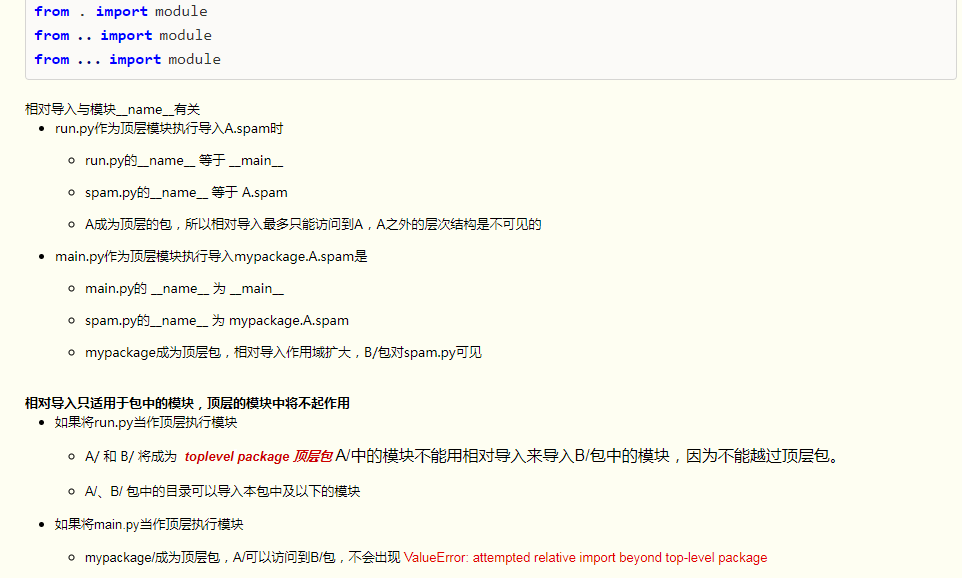 from . import module
from .. import module
from ... import module
相对导入与模块__name__有关
run.py作为顶层模块执行导入A.spam时
run.py的__name__ 等于 __main__
spam.py的__name__ 等于 A.spam
A成为顶层的包，所以相对导入最多只能访问到A，A之外的层次结构是不可见的
main.py作为顶层模块执行导入mypackage.A.spam是
main.py的 __name__ 为 __main__
spam.py的__name__ 为 mypackage.A.spam
mypackage成为顶层包，相对导入作用域扩大，B/包对spam.py可见
相对导入只适用于包中的模块，顶层的模块中将不起作用
如果将run.py当作顶层执行模块
A/ 和 B/ 将成为 toplevel package 顶层包 A/中的模块不能用相对导入来导入B/包中的模块，因为不能越过顶层包。
A/、B/ 包中的目录可以导入本包中及以下的模块
如果将main.py当作顶层执行模块
mypackage/成为顶层包，A/可以访问到B/包，不会出现 ValueError: attempted relative import beyond top-level package